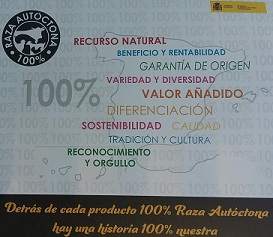 RAZA AUTÓCTONA
100%
RECURSO NATURAL
BENEFICIO Y RENTABILIDAD
GARANTÍA DE ORIGEN
VARIEDAD Y DIVERSIDAD
100%
VALOR AÑADIDO
DIFERENCIACIÓN
SOSTENIBILIDAD CALIDAD
TRADICIÓN Y CULTURA
RECONOCIMIENTO
Y ORGULLO
Detrás de cada producto 100% Raza Autóctona
hay una historia 100% nuestra